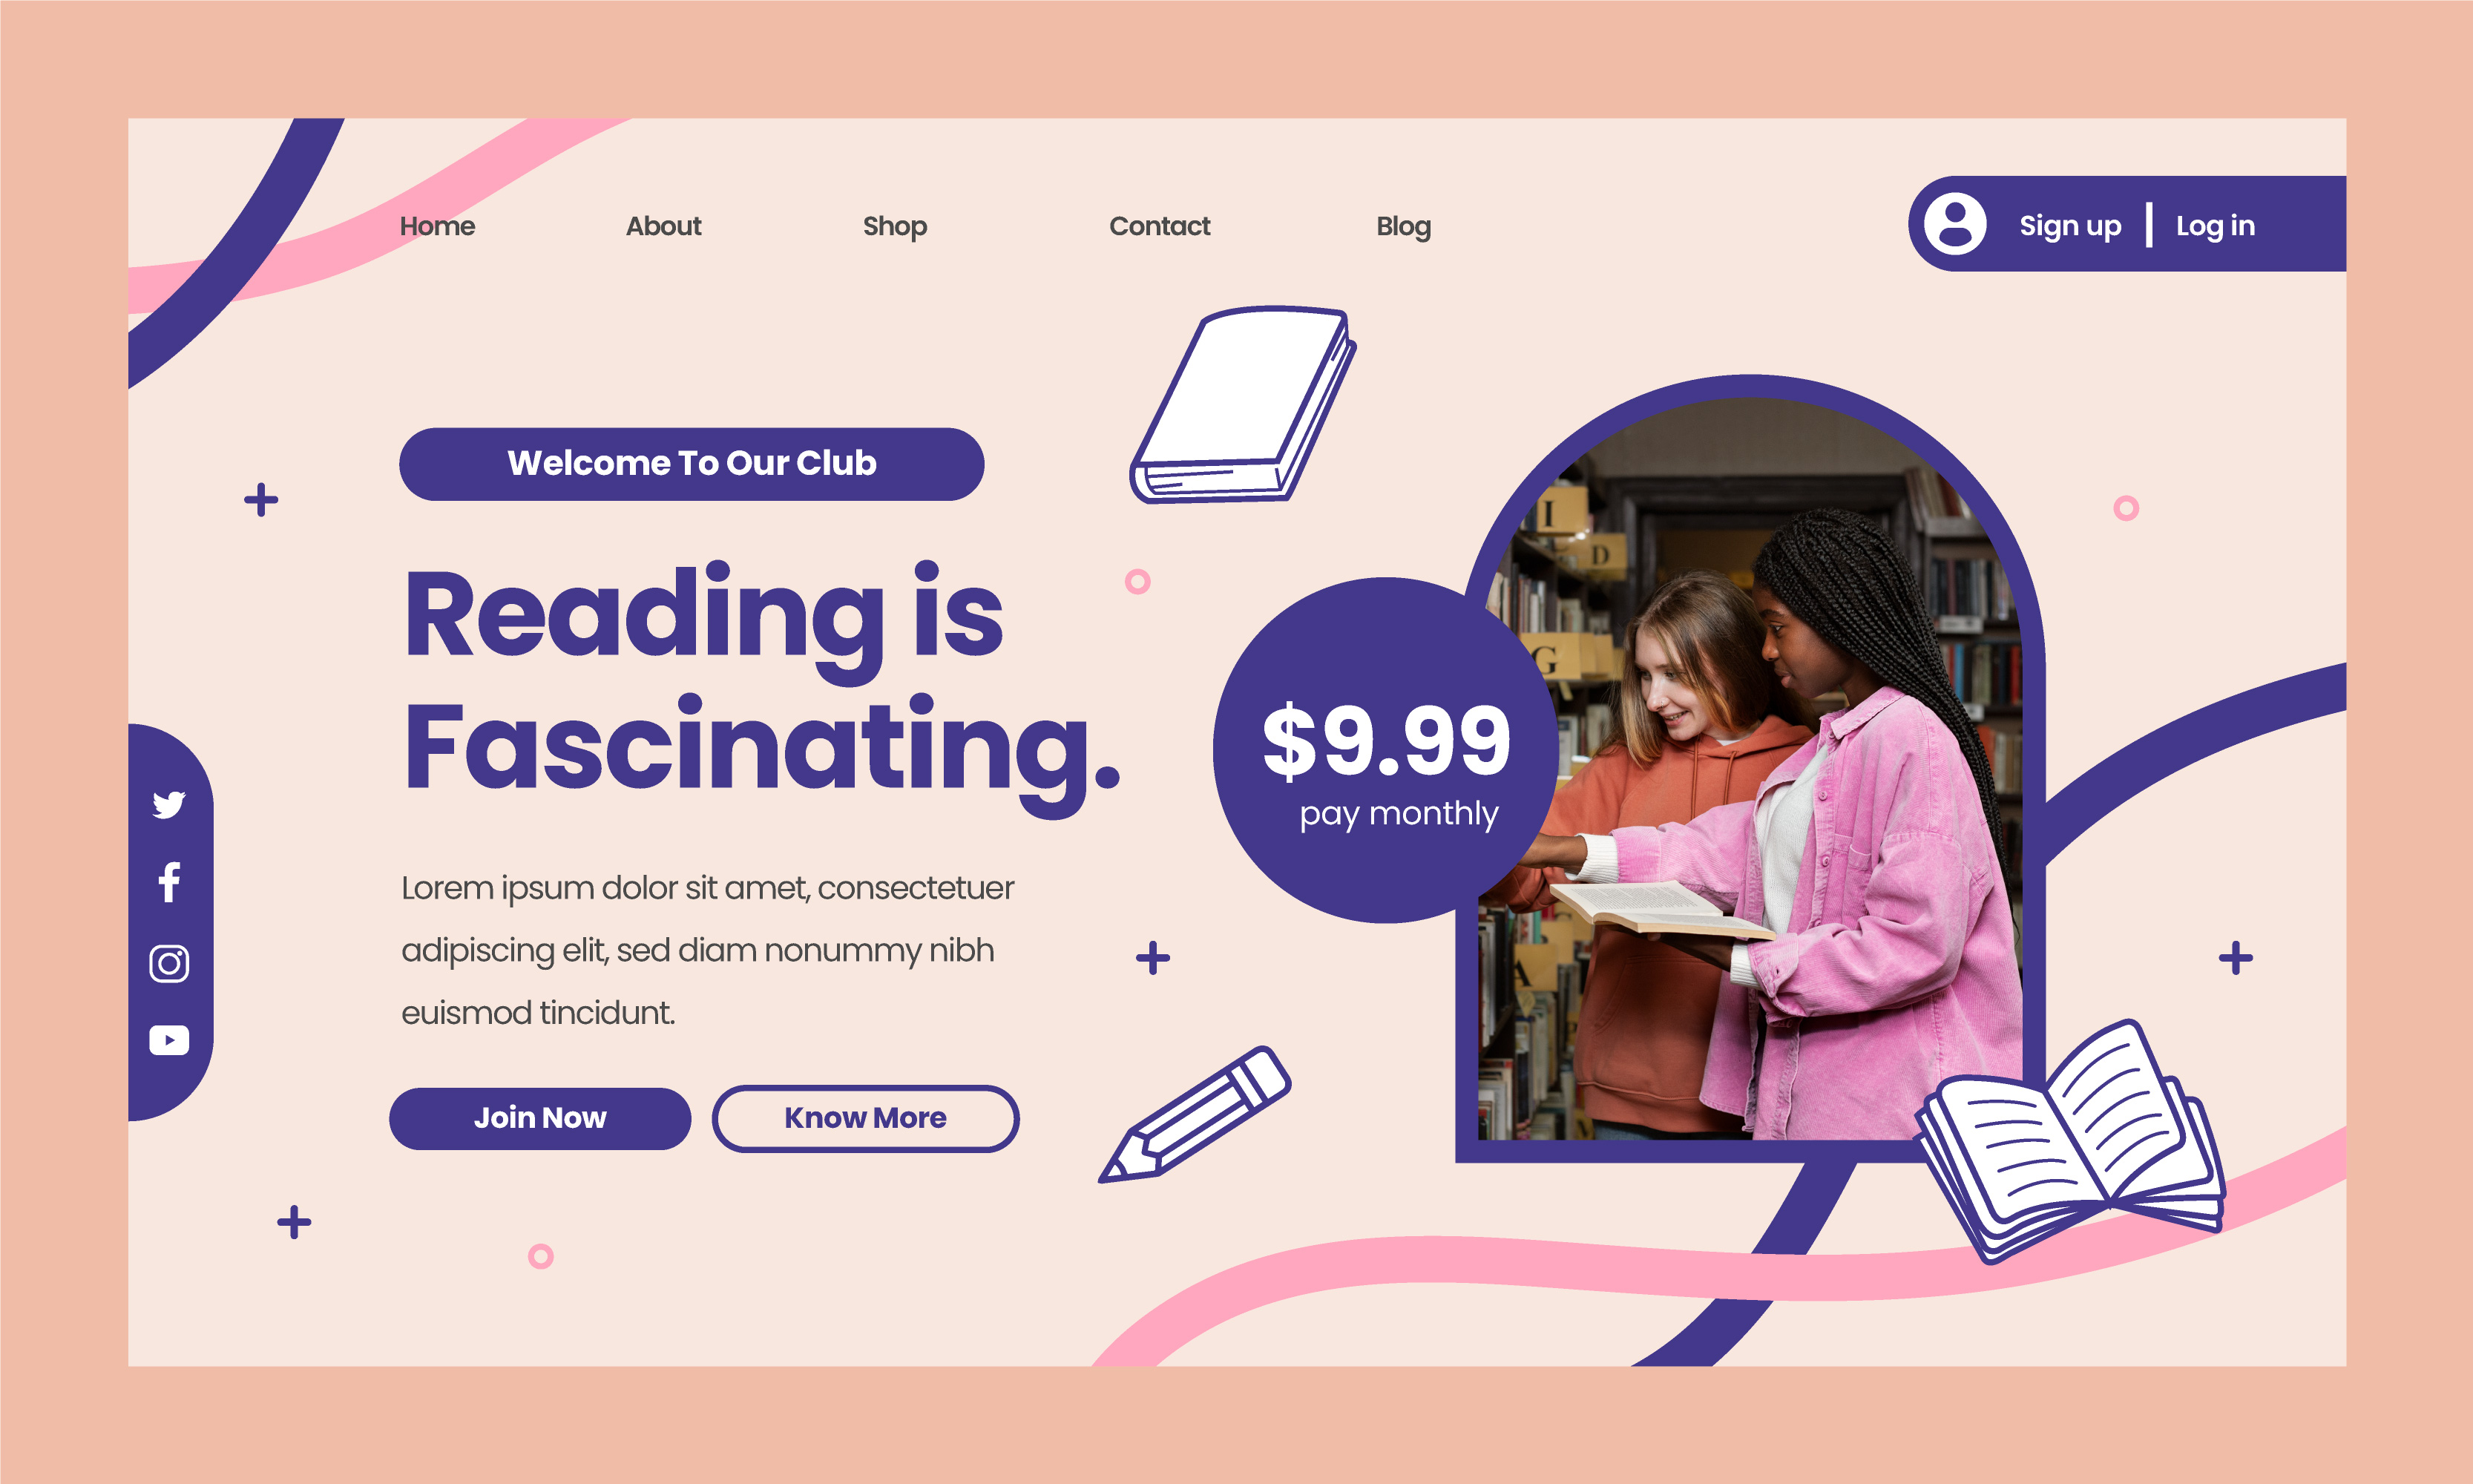 Home
About
Shop
Contact
Blog
Sign up | Log in
Welcome To Our Club
Reading is
Fascinating.
$9.99
pay monthly
Lorem ipsum dolor sit amet, consectetuer
adipiscing elit, sed diam nonummy nibh
euismod tincidunt.
Join Now
Know More
I
D
G
A